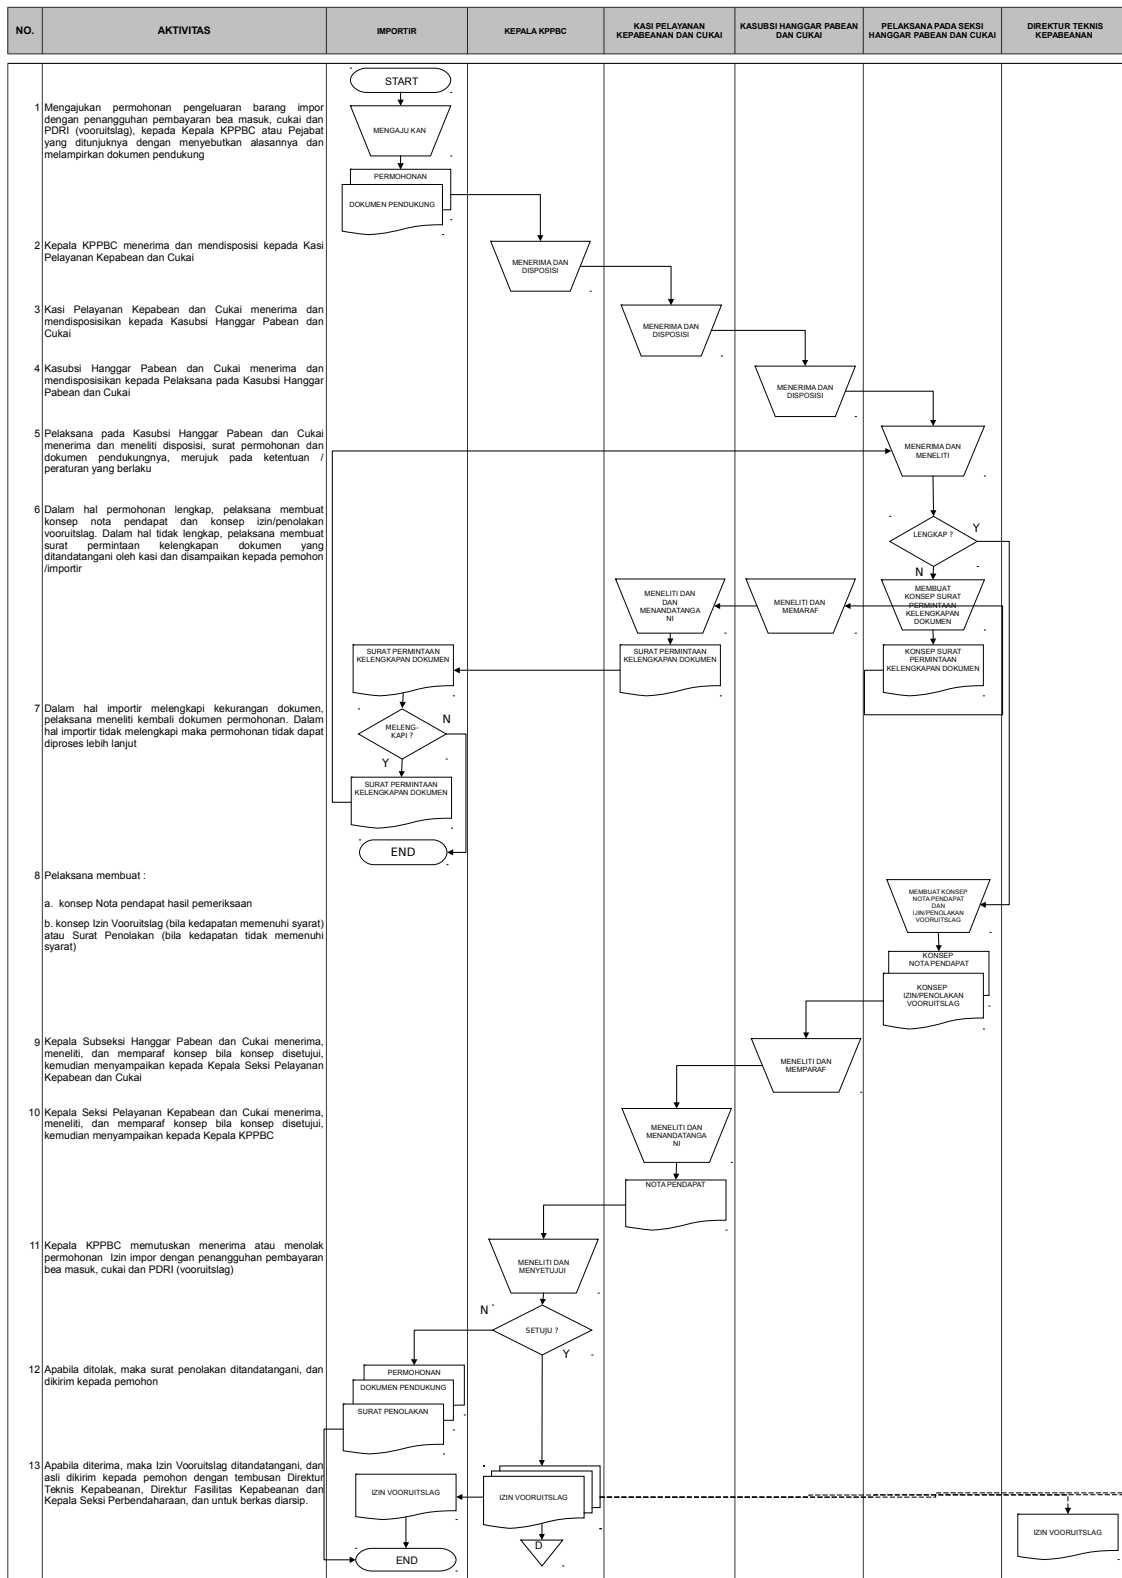 NO.
AKTIVITAS
IMPORTIR
KEPALA KPPBC
KASI PELAYANAN
KEPABEANAN DAN CUKAI
KASUBSI HANGGAR PABEAN
DAN CUKAI
PELAKSANA PADA SEKSI
HANGGAR PABEAN DAN CUKAI
DIREKTUR TEKNIS
KEPABEANAN
START
1 Mengajukan permohonan pengeluaran barang impor
dengan penangguhan pembayaran bea masuk, cukai dan
PDRI (vooruitslag), kepada Kepala KPPBC atau Pejabat
yang ditunjuknya dengan menyebutkan alasannya dan
melampirkan dokumen pendukung
MENGAJU KAN
PERMOHONAN
DOKUMEN PENDUKUNG
2 Kepala KPPBC menerima dan mendisposi kepada Kasi
Pelayanan Kepabean dan Cukai
MENERIMA DAN
DISPOSISI
3 Kasi Pelayanan Kepabean dan Cukai menerima dan
mendisposisikan kepada Kasubsi Hanggar Pabean dan
Cukai
MENERIMA DAN
DISPOSISI
4 Kasubsi Hanggar Pabean dan Cukai menerima dan
mendisposisikan kepada Pelaksana pada Kasubsi Hanggar
Pabean dan Cukai
MENERIMA DAN
DISPOSISI
5 Pelaksana pada Kasubsi Hanggar Pabean dan Cukai
menerima dan meneliti disposisi, surat permohonan dan
dokumen pendukungnya, merujuk pada ketentuan /
peraturan yang berlaku
MENERIMA DAN
MENELITI
6 Dalam hal permohonan lengkap, pelaksana membuat
konsep nota pendapat dan konsep izin/penolakan
vooruitslag. Dalam hal tidak lengkap, pelaksana membuat
surat permintaan kelengkapan dokumen yang
ditandatangani oleh kasi dan disampaikan kepada pemohon
/importir
LENGKAP ?
Y
N
MENELITI DAN
DAN
MENANDATANGA
NI
MENELITI DAN
MEMARAF
MEMBUAT
KONSEP SURAT
PERMINTAAN
KELENGKAPAN
DOKUMEN
SURAT PERMINTAAN
KELENGKAPAN DOKUMEN
SURAT PERMINTAAN
KELENGKAPAN DOKUMEN
KONSEP SURAT
PERMINTAAN
KELENGKAPAN DOKUMEN
7 Dalam hal importir melengkapi kekurangan dokumen,
pelaksana meneliti kembali dokumen permohonan. Dalam
hal importir tidak melengkapi maka permohonan tidak dapat
diproses lebih lanjut
MELENG-
KAPI ?
N
Y
SURAT PERMINTAAN
KELENGKAPAN DOKUMEN
END
8 Pelaksana membuat :
a. konsep Nota pendapat hasil pemeriksaan
b. konsep Izin Vooruitslag (bila kedapatan memenuhi syarat)
atau Surat Penolakan (bila kedapatan tidak memenuhi
syarat)
MEMBUAT KONSEP
NOTA PENDAPAT
DAN
IJIN/PENOLAKAN
VOORUITSLAG
KONSEP
NOTA PENDAPAT
KONSEP
IZIN/PENOLAKAN
VOORUITSLAG
9 Kepala Subseksi Hanggar Pabean dan Cukai menerima,
meneliti, dan memparaf konsep bila konsep disetujui,
kemudian menyampaikan kepada Kepala Seksi Pelayanan
Kepabean dan Cukai
MENELITI DAN
MEMPARAF
10 Kepala Seksi Pelayanan Kepabean dan Cukai menerima,
meneliti, dan memparaf konsep bila konsep disetujui,
kemudian menyampaikan kepada Kepala KPPBC
MENELITI DAN
MENANDATANGA
NI
NOTA PENDAPAT
11 Kepala KPPBC memutuskan menerima atau menolak
permohonan Izin impor dengan penangguhan pembayaran
bea masuk, cukai dan PDRI (vooruitslag)
MENELITI DAN
MENYETUJUI
N
SETUJU ?
Y
12 Apabila ditolak, maka surat penolakan ditandatangani, dan
dikirim kepada pemohon
PERMOHONAN
DOKUMEN PENDUKUNG
SURAT PENOLAKAN
13 Apabila diterima, maka Izin Vooruitslag ditandatangani, dan
asli dikirim kepada pemohon dengan tembusan Direktur
Teknis Kepabeanan, Direktur Fasilitas Kepabeanan dan
Kepala Seksi Perbendaharaan, dan untuk berkas diarsip.
IZIN VOORUITSLAG
IZIN VOORUITSLAG
IZIN VOORUITSLAG
D
END